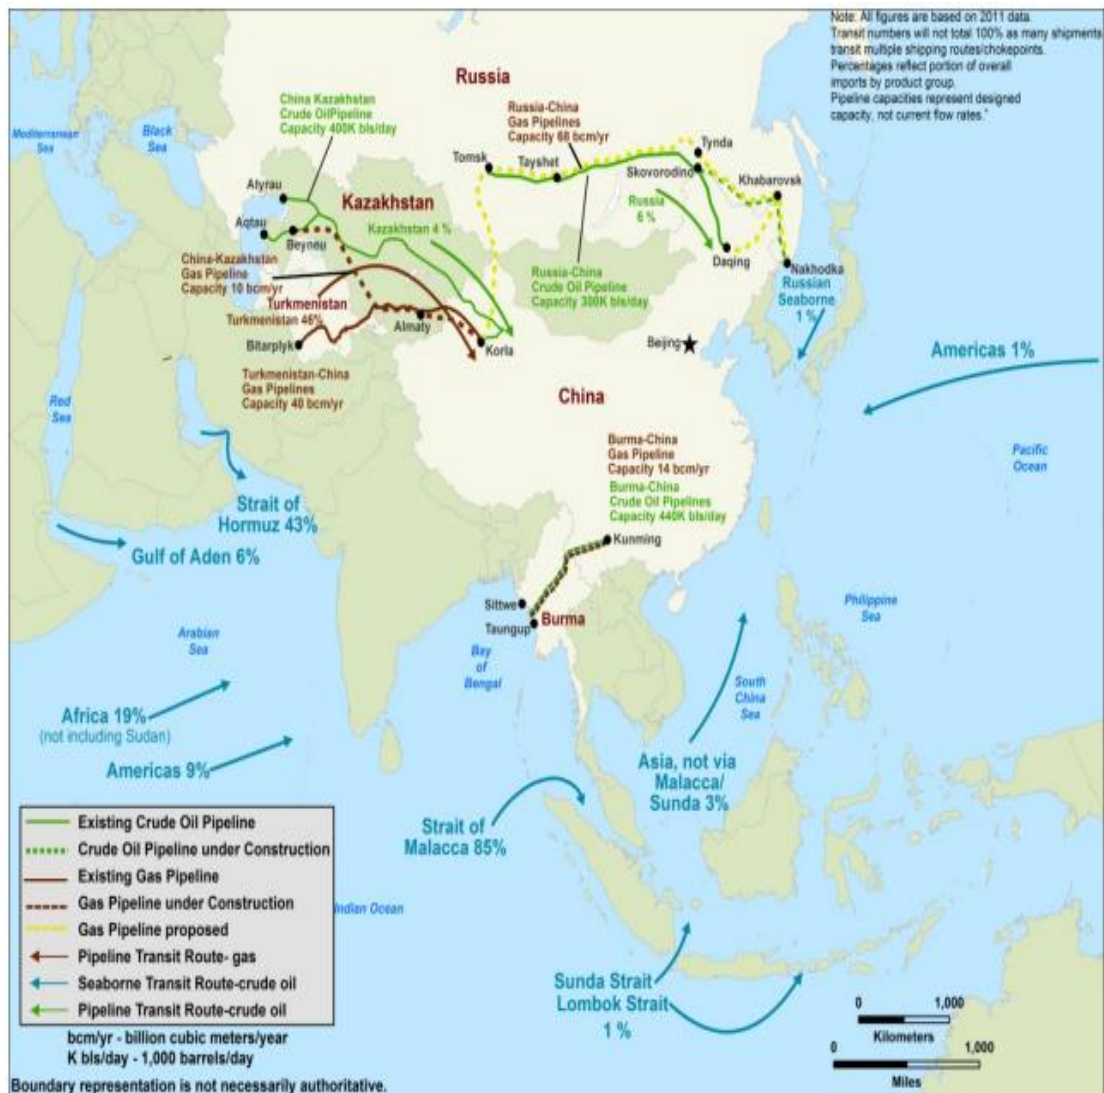 Note: All figures are based on 2011 data.
Transit numbers will not total 100% as many shipments
transit multiple shipping routes/chokepoints.
Percentages reflect portion of overall
imports by product group.
Pipeline capacities represent designed
capacity, not current flow rates."
Russia
China Kazakhstan
Crude OilPipeline
Capacity 400K bls/day
Russia-China
Gas Pipelines
Capacity 68 bcm/yr
Mediterranean
Sea
Black
Sea
Tomsk
Tayshet
Tynda
Skovorodino
Khabarovsk
Atyrau
Kazakhstan
Aqtau
Beyneu
Kazakhstan 4 %
Russia
6 %
Daqing
Nakhodka
China-Kazakhstan
Gas Pipeline
Capacity 10 bcm/yr
Russia-China
Crude Oil Pipeline
Capacity 300K bls/day
Russian
Seaborne
1 %
Turkmenistan
Turkmenistan 46%
Almaty
Bitarplyk
Korla
Beijing
Americas 1%
Turkmenistan-China
Gas Pipelines
Capacity 40 bcm/yr
China
Red
Sea
Burma-China
Gas Pipeline
Capacity 14 bcm/yr
Burma-China
Crude Oil Pipelines
Capacity 440K bls/day
Pacific
Ocean
Strait of
Hormuz 43%
Gulf of Aden 6%
Kunming
Sittwe
Taungup
Burma
Philippine
Sea
Arabian
Sea
Bay
of
Bengal
South
China
Sea
Africa 19%
(not including Sudan)
Americas 9%
Asia, not via
Malacca/
Sunda 3%
Strait of
Malacca 85%
Existing Crude Oil Pipeline
Crude Oil Pipeline under Construction
Existing Gas Pipeline
Gas Pipeline under Construction
Gas Pipeline proposed
Pipeline Transit Route- gas
Seaborne Transit Route-crude oil
Pipeline Transit Route-crude oil
Indian Ocean
Sunda Strait
Lombok Strait
1 %
bcm/yr - billion cubic meters/year
K bls/day - 1,000 barrels/day
0 1,000
Kilometers
0 1,000
Miles
Boundary representation is not necessarily authoritative.